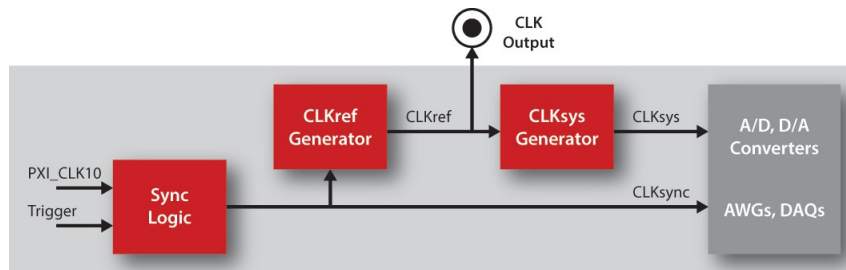 CLK
Output
CLKref
Generator
CLKref
CLKsys
Generator
CLKsys
A/D, D/A
Converters
PXI_CLK10
Trigger
Sync
Logic
CLKsync
AWGs, DAQs